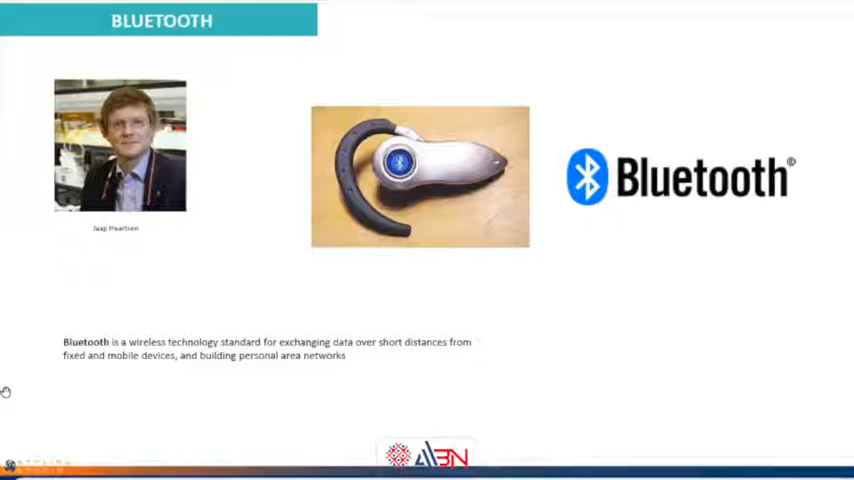 BLUETOOTH
Bluetooth®
Jaap Haartsen
Bluetooth is a wireless technology standard for exchanging data over short distances from
fixed and mobile devices, and building personal area networks